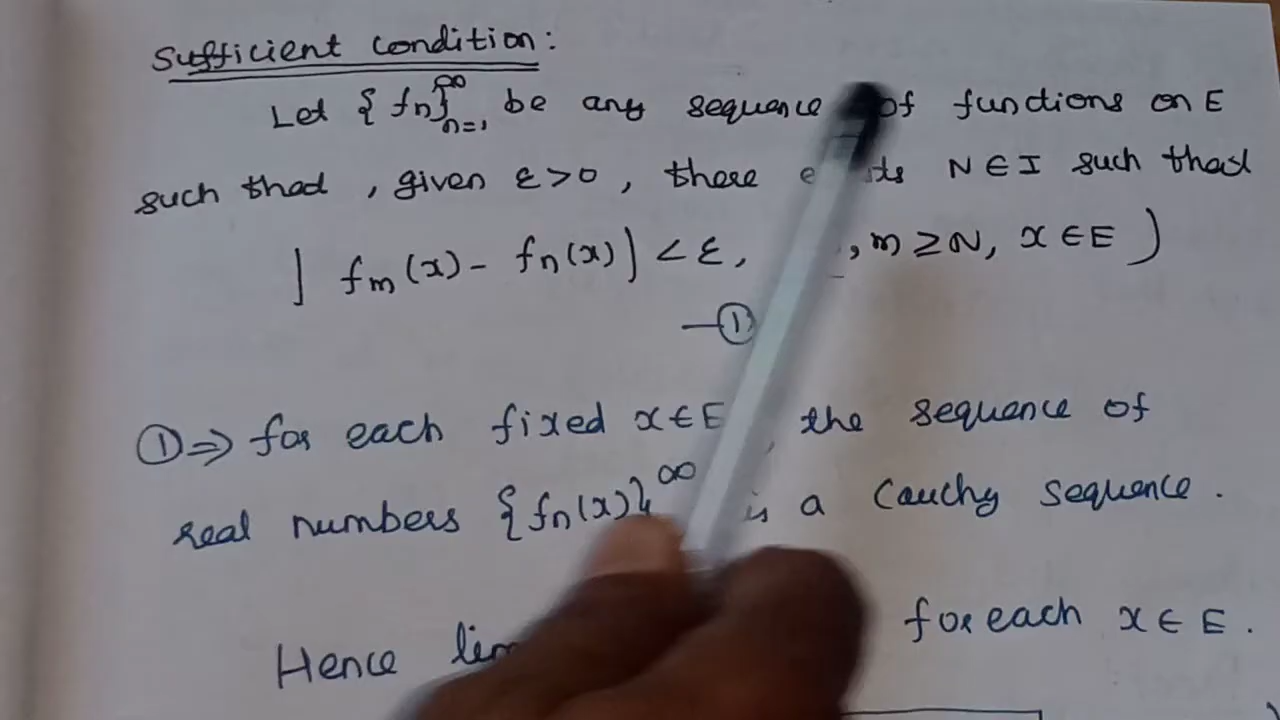 Sufficient condition:
Let { fn}∞n=1 be any sequence of functions on E
such that , given ε>0 , there N ∈ I such that
| fm(x) - fn(x)| < ε, , m ≥ N, x ∈ E )
— ①
① ⇒ for each fixed x ∈ E , the sequence of
real numbers {fn(x)}∞ is a Cauchy sequence .
Hence for each x ∈ E .